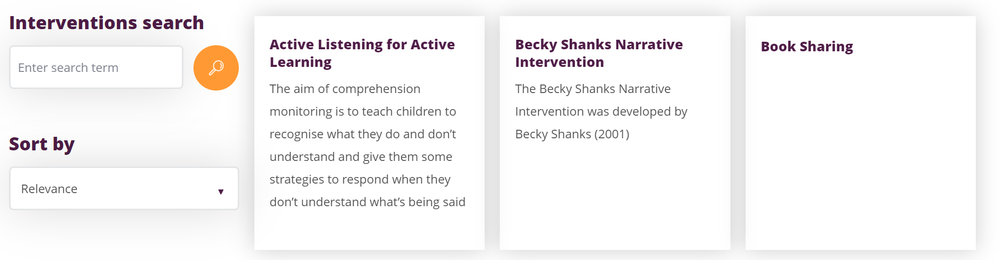 Interventions search
Enter search term
Sort by
Relevance
Active Listening for Active
Learning
The aim of comprehension
monitoring is to teach children to
recognise what they do and don’t
understand and give them some
strategies to respond when they
don’t understand what’s being said
Becky Shanks Narrative
Intervention
The Becky Shanks Narrative
Intervention was developed by
Becky Shanks (2001)
Book Sharing